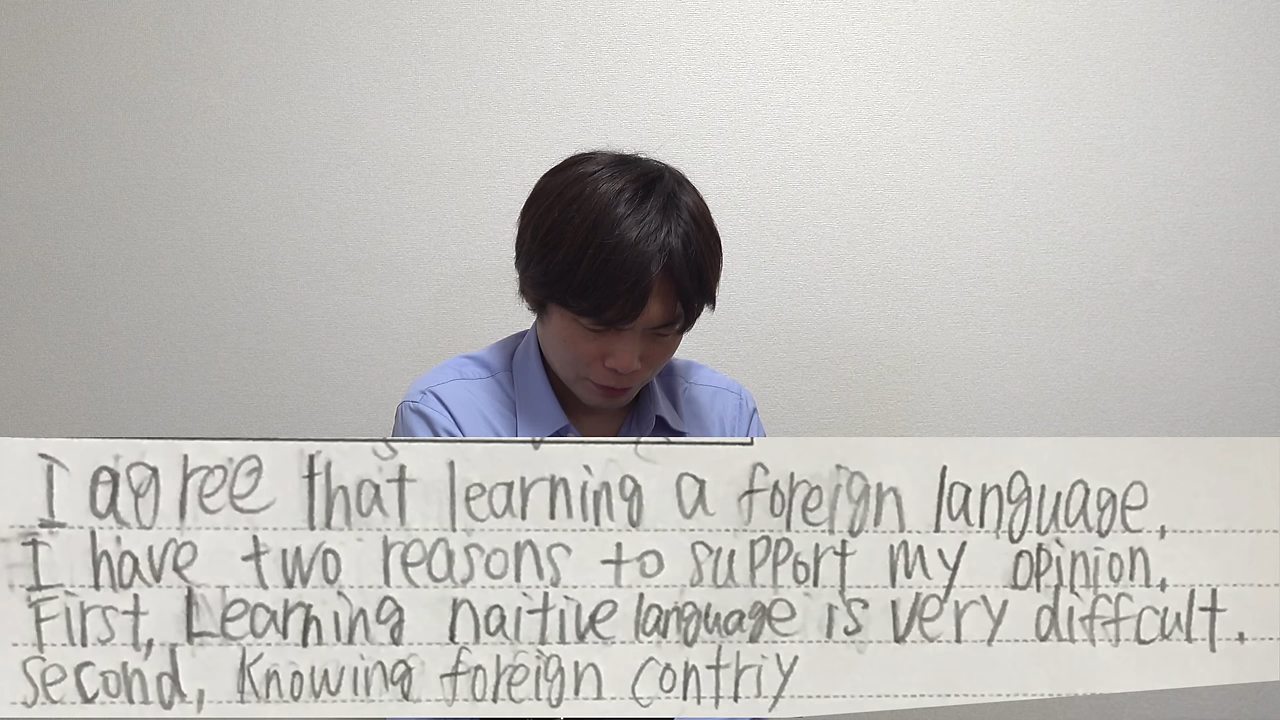 I agree that learning a foreign language.
I have two reasons to support my opinion.
First, Learning naitive language is very diffcult.
second, Knowing foreign contriy